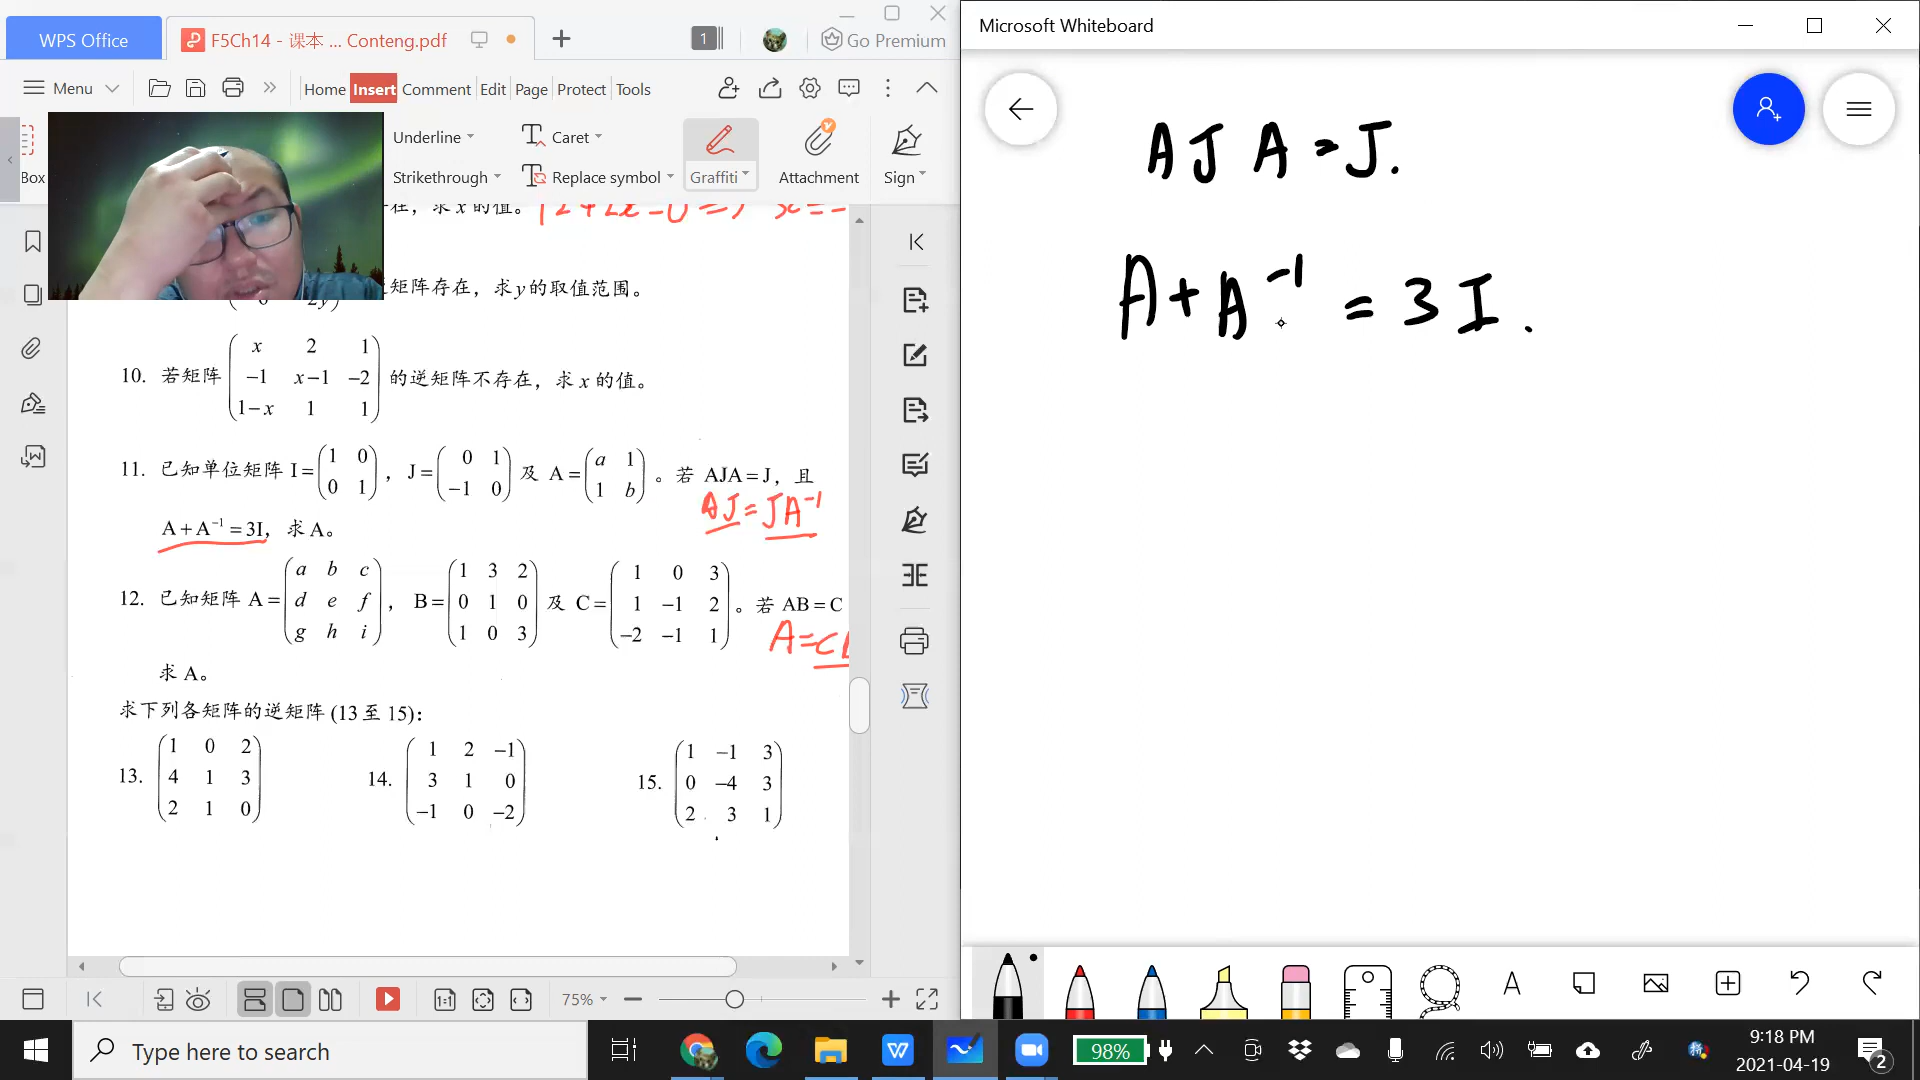 WPS Office
F5Ch14 - 课本 ... Conteng.pdf
1
Go Premium
Menu
Home Insert Comment Edit Page Protect Tools
Box
Underline
Strikethrough
Caret
Replace symbol
Graffiti
Attachment
Sign
在，求 x 的值。
矩阵存在，求y的取值范围。
10. 若矩阵 (x 2 1
-1 x-1 -2
1-x 1 1) 的逆矩阵不存在，求 x 的值。
11. 已知单位矩阵 I = (1 0
0 1)，J = (0 1
-1 0) 及 A = (a 1
1 b)。若 AJA = J，且
AJ = JA⁻¹
A + A⁻¹ = 3I，求 A。
12. 已知矩阵 A = (a b c
d e f
g h i)，B = (1 3 2
0 1 0
1 0 3) 及 C = (1 0 3
1 -1 2
-2 -1 1)。若 AB = C
A = C
求 A。
求下列各矩阵的逆矩阵 (13 至 15)：
13. (1 0 2
4 1 3
2 1 0)
14. (1 2 -1
3 1 0
-1 0 -2)
15. (1 -1 3
0 -4 3
2 3 1)
75%
Microsoft Whiteboard
A J A = J.
A + A⁻¹ = 3 I.
Type here to search
98%
9:18 PM
2021-04-19
2